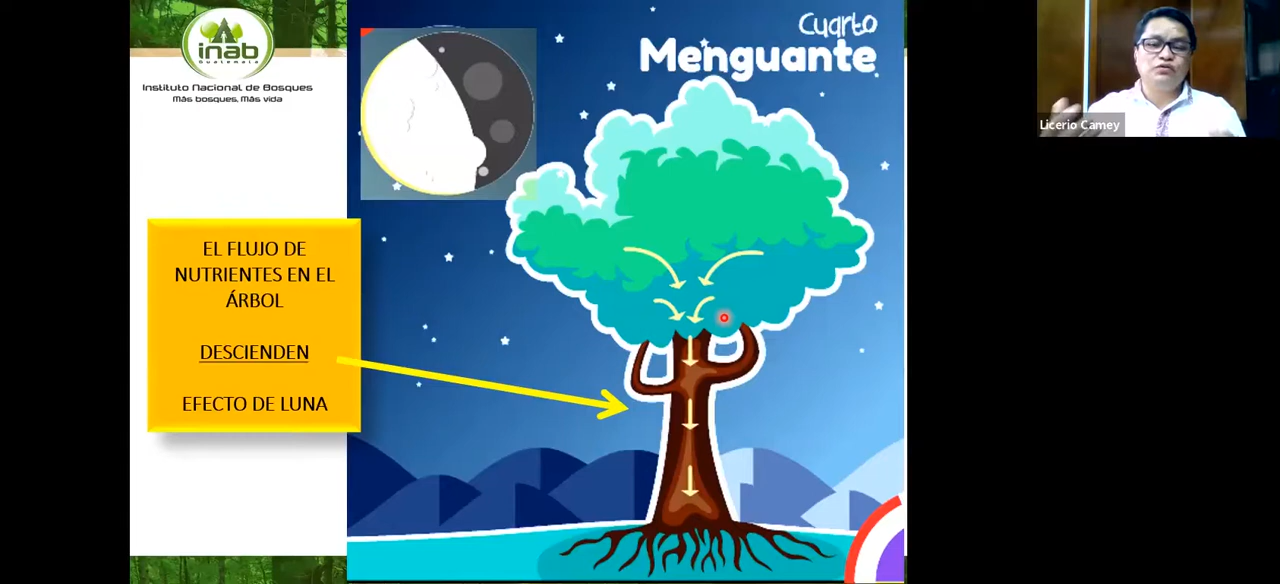 inab
Guatemala
Instituto Nacional de Bosques
Más bosques, Más vida
Cuarto
Menguante
EL FLUJO DE
NUTRIENTES EN EL
ÁRBOL
DESCIENDEN
EFECTO DE LUNA
Licerio Camey